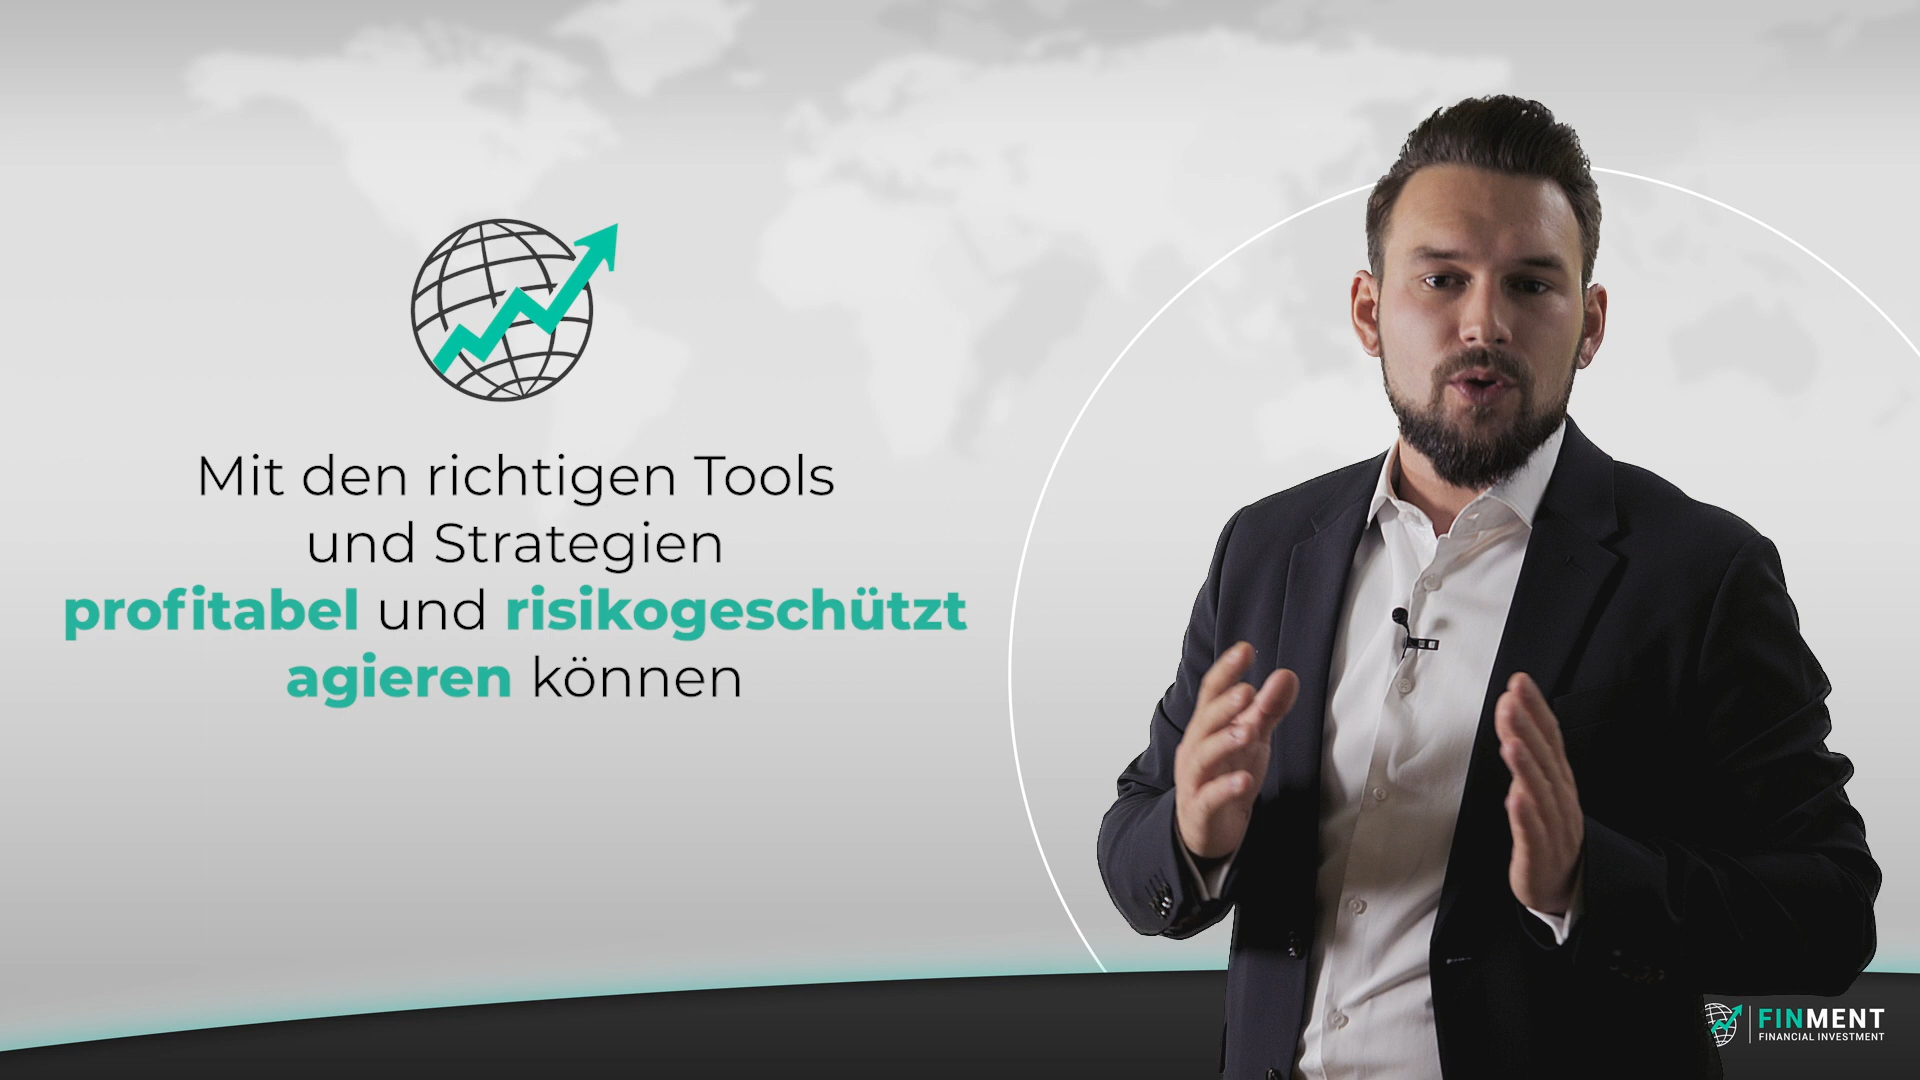 Mit den richtigen Tools
und Strategien
profitabel und risikogeschützt
agieren können
FINMENT
FINANCIAL INVESTMENT